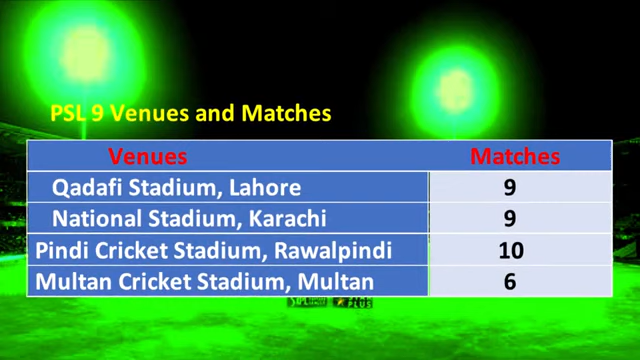 PSL 9 Venues and Matches
Venues Matches
Qadafi Stadium, Lahore 9
National Stadium, Karachi 9
Pindi Cricket Stadium, Rawalpindi 10
Multan Cricket Stadium, Multan 6
PLUS